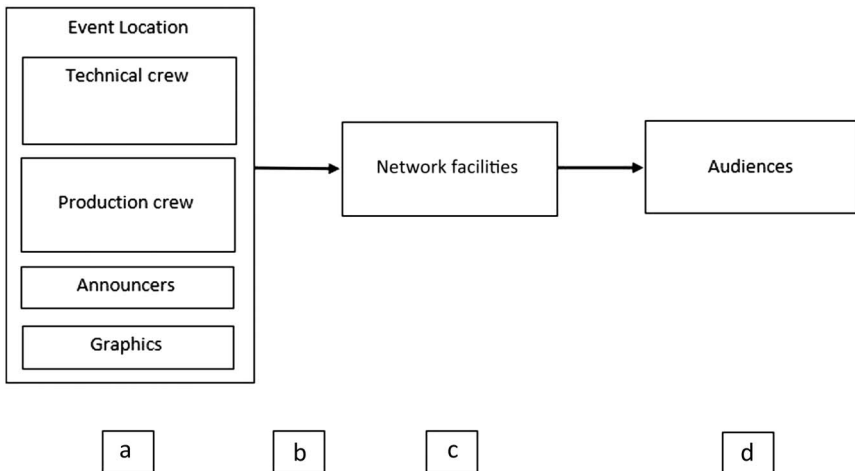 Event Location
Technical crew
Production crew
Announcers
Graphics
Network facilities
Audiences
a
b
c
d